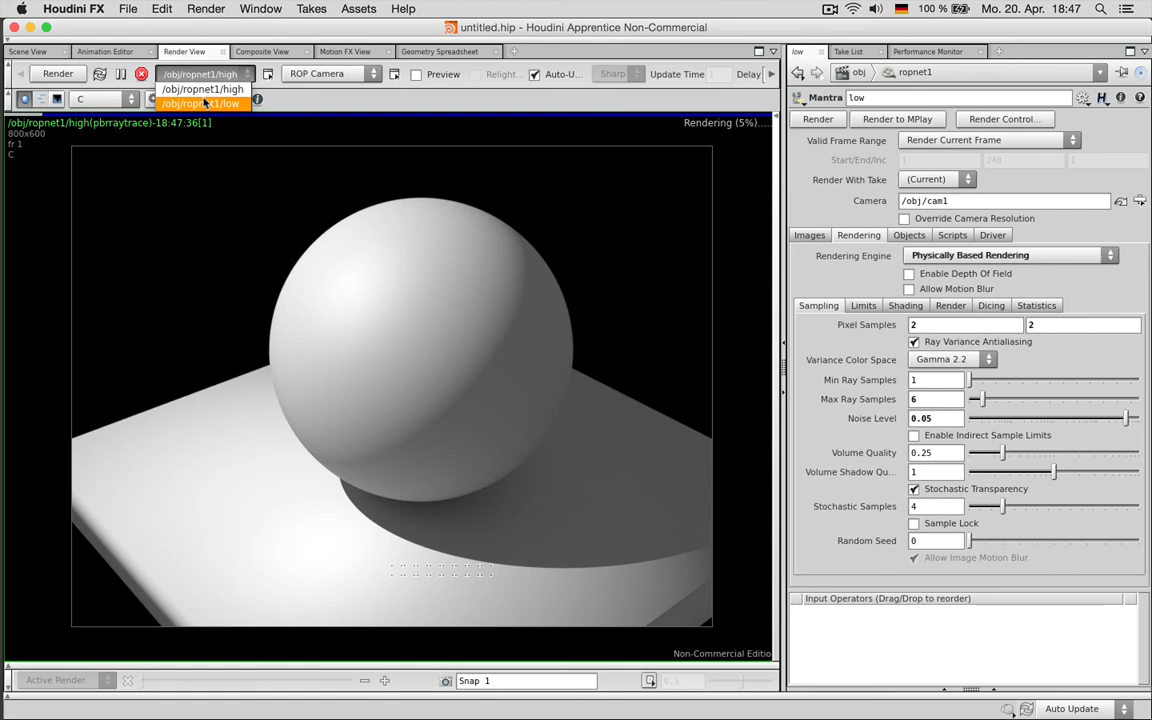 Houdini FX File Edit Render Window Takes Assets Help 100 % Mo. 20. Apr. 18:47
untitled.hip - Houdini Apprentice Non-Commercial
Scene View Animation Editor Render View Composite View Motion FX View Geometry Spreadsheet
low Take List Performance Monitor
Render /obj/ropnet1/high ROP Camera Preview Relight.. Auto-U... Sharp Update Time 1 Delay
/obj/ropnet1/high
/obj/ropnet1/low
C
obj ropnet1
Mantra low
/obj/ropnet1/high(pbrraytrace)-18:47:36[1] Rendering (5%)....
800x600
fr 1
C
Render Render to MPlay Render Control...
Valid Frame Range Render Current Frame
Start/End/Inc 1 240 1
Render With Take (Current)
Camera /obj/cam1
Override Camera Resolution
Images Rendering Objects Scripts Driver
Rendering Engine Physically Based Rendering
Enable Depth Of Field
Allow Motion Blur
Sampling Limits Shading Render Dicing Statistics
Pixel Samples 2 2
Ray Variance Antialiasing
Variance Color Space Gamma 2.2
Min Ray Samples 1
Max Ray Samples 6
Noise Level 0.05
Enable Indirect Sample Limits
Volume Quality 0.25
Volume Shadow Qu... 1
Stochastic Transparency
Stochastic Samples 4
Sample Lock
Random Seed 0
Allow Image Motion Blur
Input Operators (Drag/Drop to reorder)
Non-Commercial Editio
Active Render Snap 1 0.5
Auto Update